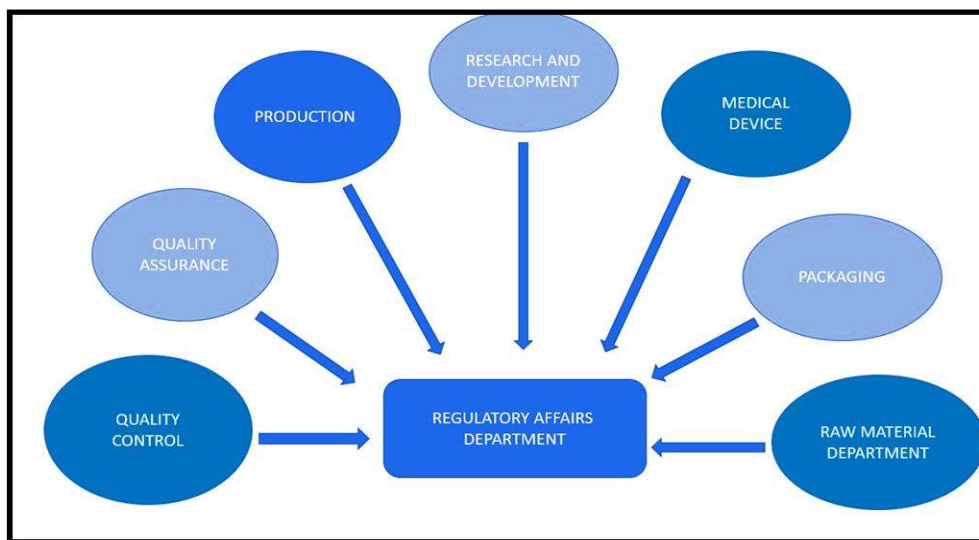 RESEARCH AND
DEVELOPMENT
PRODUCTION
MEDICAL
DEVICE
QUALITY
ASSURANCE
PACKAGING
QUALITY
CONTROL
REGULATORY AFFAIRS
DEPARTMENT
RAW MATERIAL
DEPARTMENT